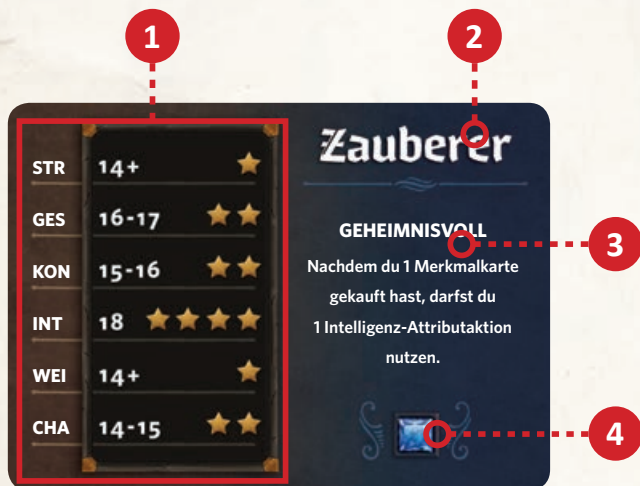 1
2
Zauberer
STR 14+
GES 16-17
KON 15-16
INT 18
WEI 14+
CHA 14-15
GEHEIMNISVOLL
3
Nachdem du 1 Merkmalkarte
gekauft hast, darfst du
1 Intelligenz-Attributaktion
nutzen.
4